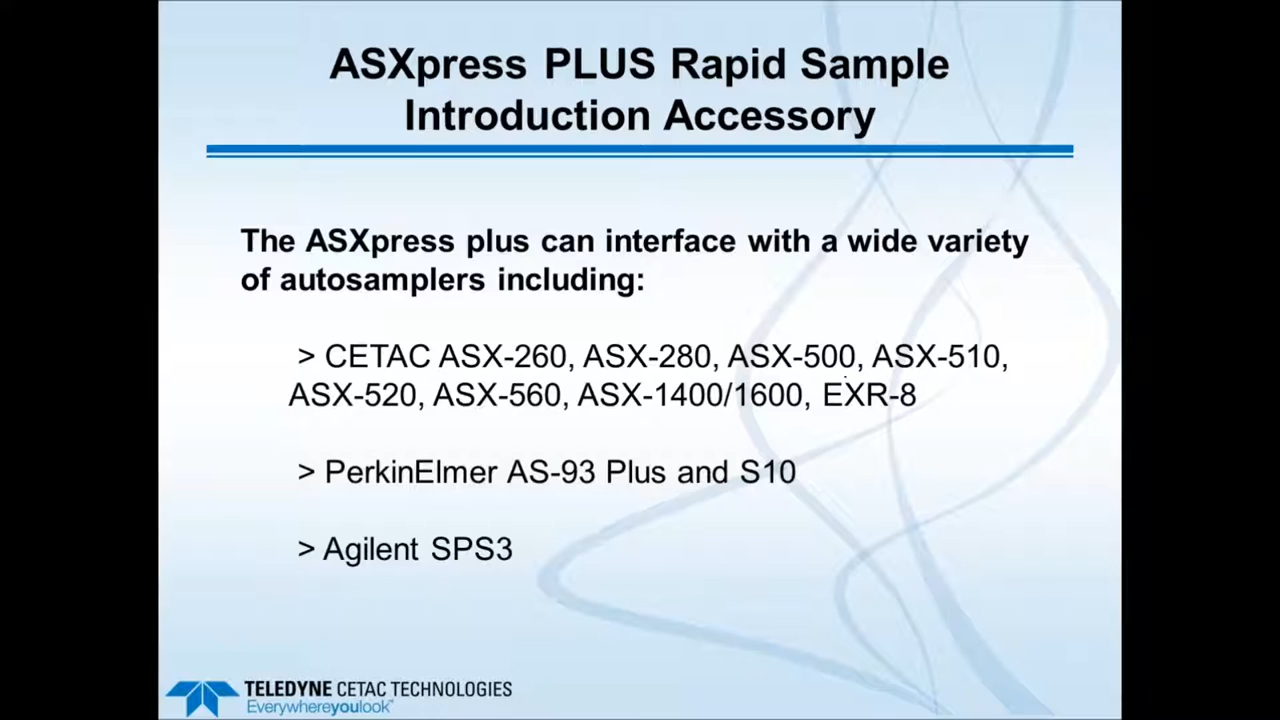 ASXpress PLUS Rapid Sample
Introduction Accessory
The ASXpress plus can interface with a wide variety
of autosamplers including:
> CETAC ASX-260, ASX-280, ASX-500, ASX-510,
ASX-520, ASX-560, ASX-1400/1600, EXR-8
> PerkinElmer AS-93 Plus and S10
> Agilent SPS3
TELEDYNE CETAC TECHNOLOGIES
Everywhereyoulook™